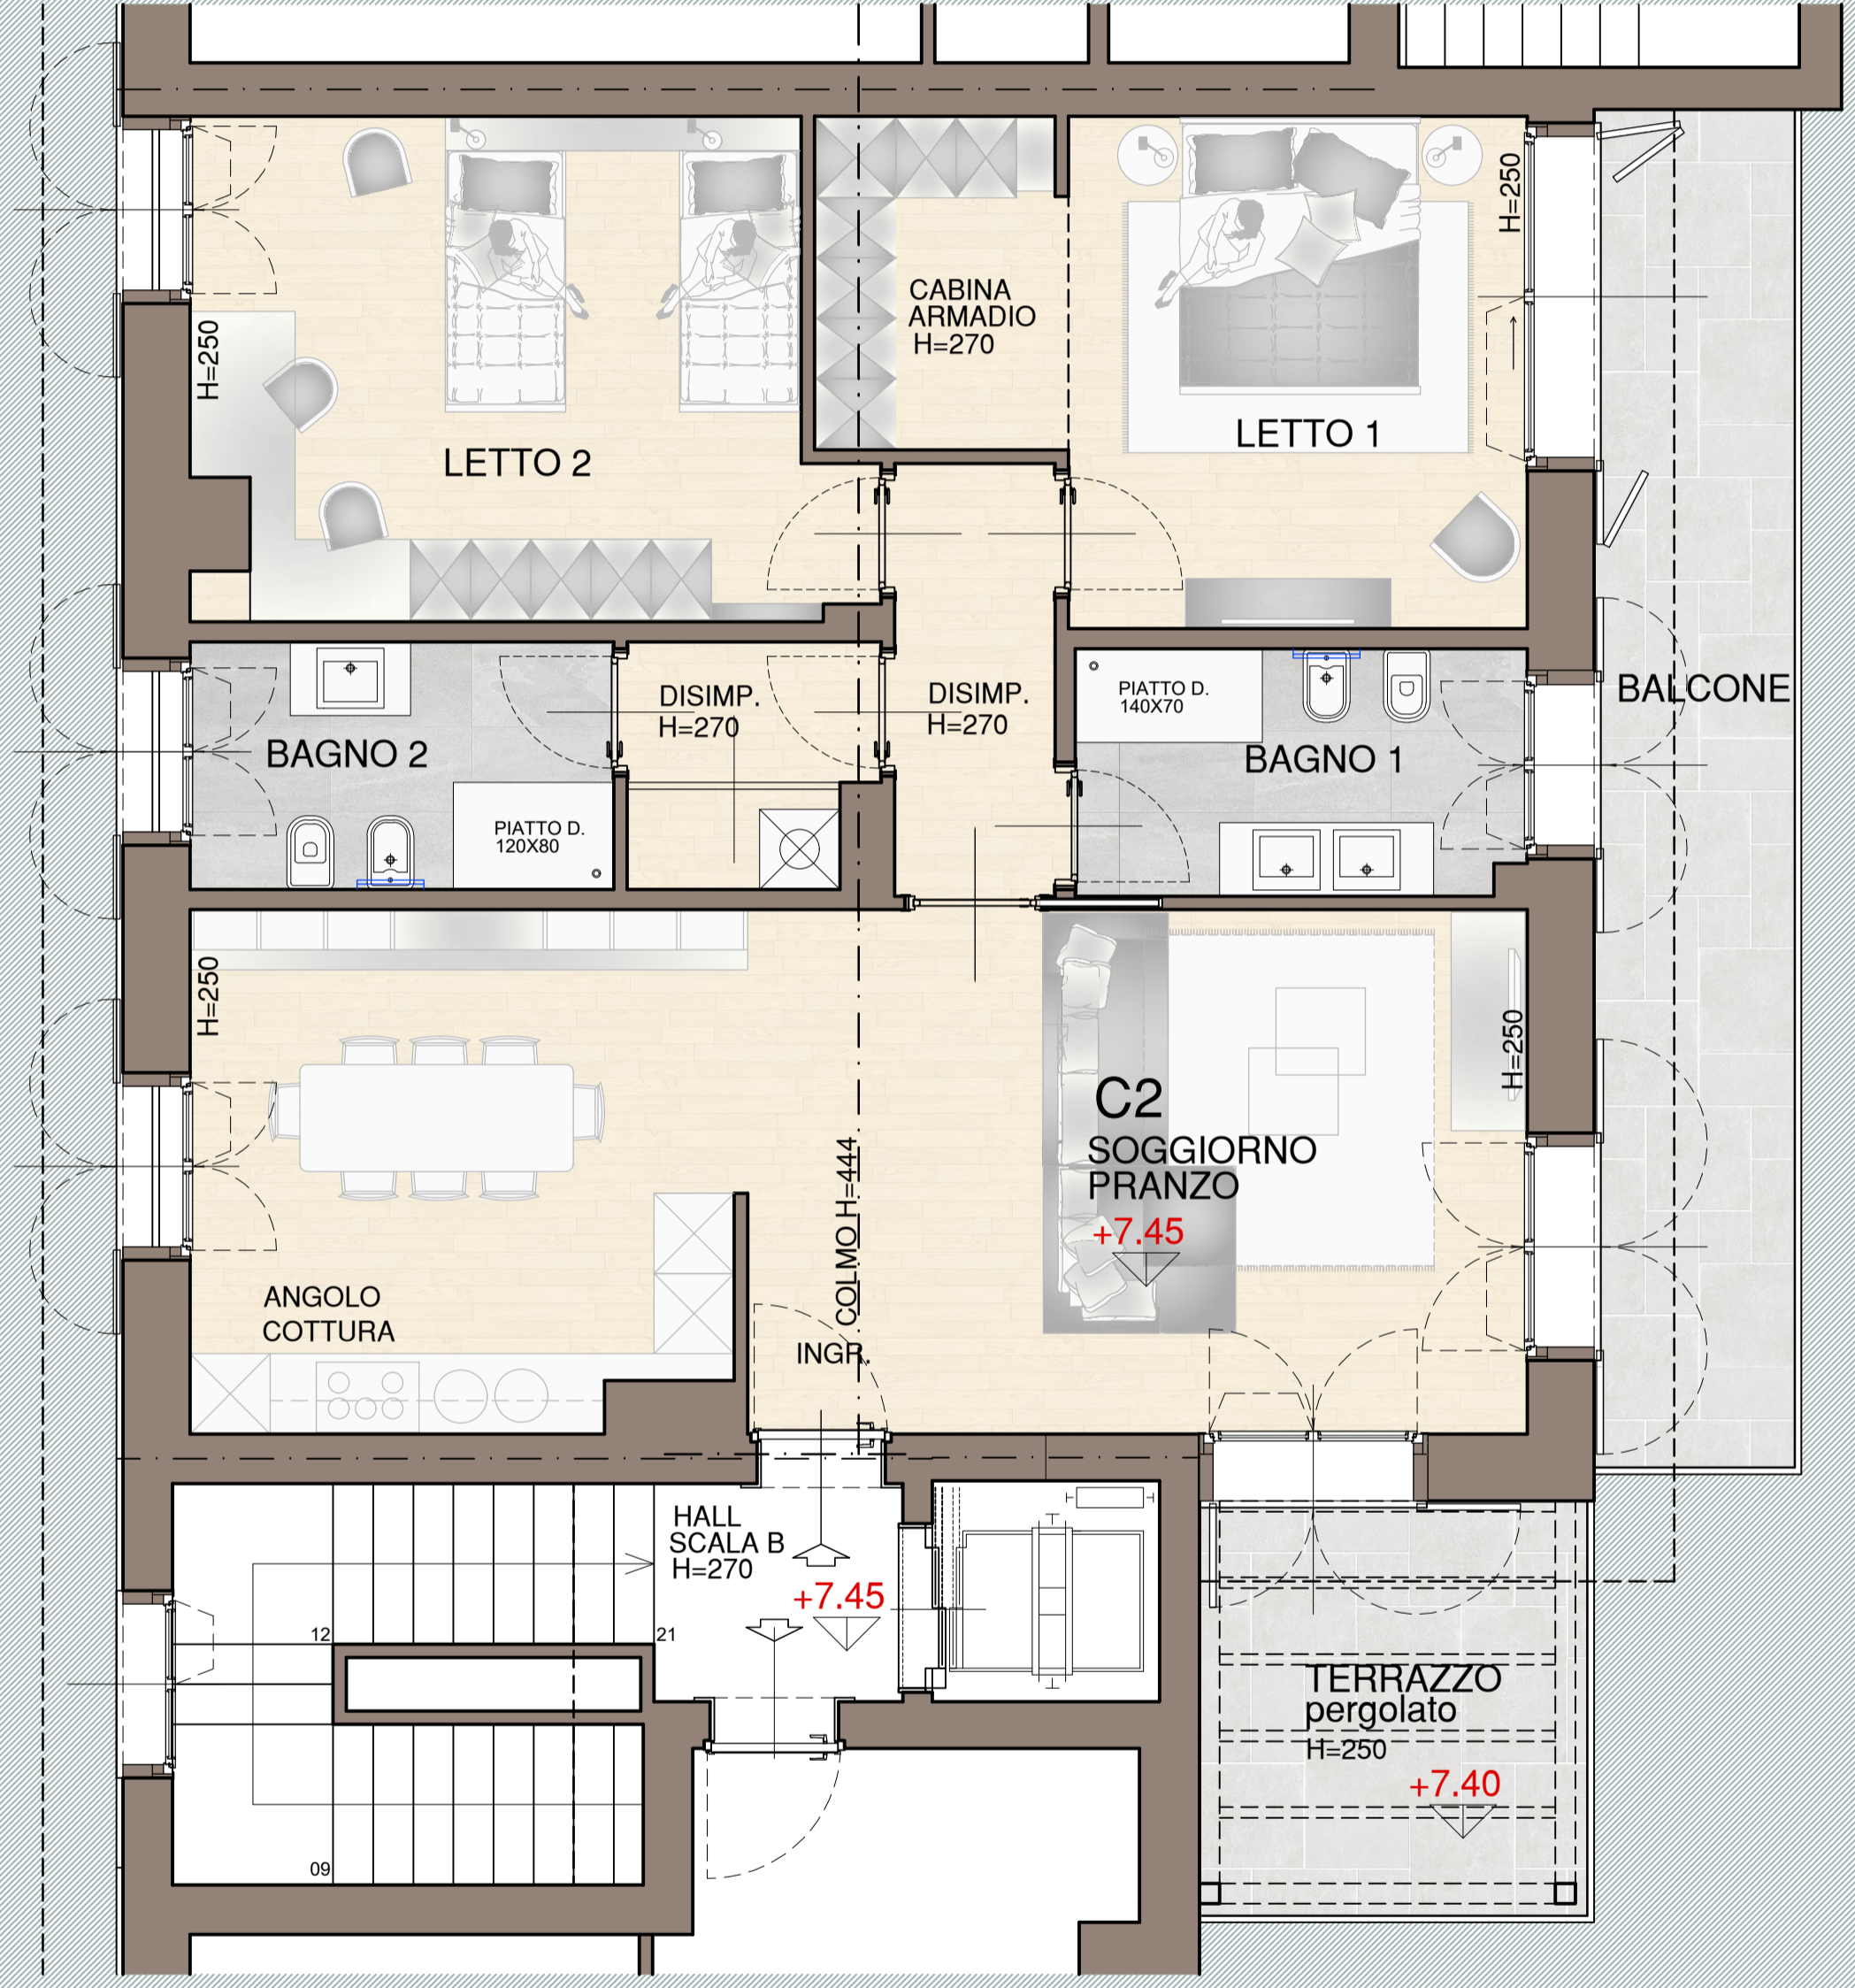 H=250
CABINA
ARMADIO
H=270
H=250
LETTO 1
LETTO 2
DISIMP.
H=270
DISIMP.
H=270
PIATTO D.
140X70
BALCONE
BAGNO 2
BAGNO 1
PIATTO D.
120X80
H=250
H=250
C2
SOGGIORNO
PRANZO
+7.45
COLMO H=444
ANGOLO
COTTURA
INGR.
HALL
SCALA B
H=270
+7.45
12
21
TERRAZZO
pergolato
H=250
+7.40
09